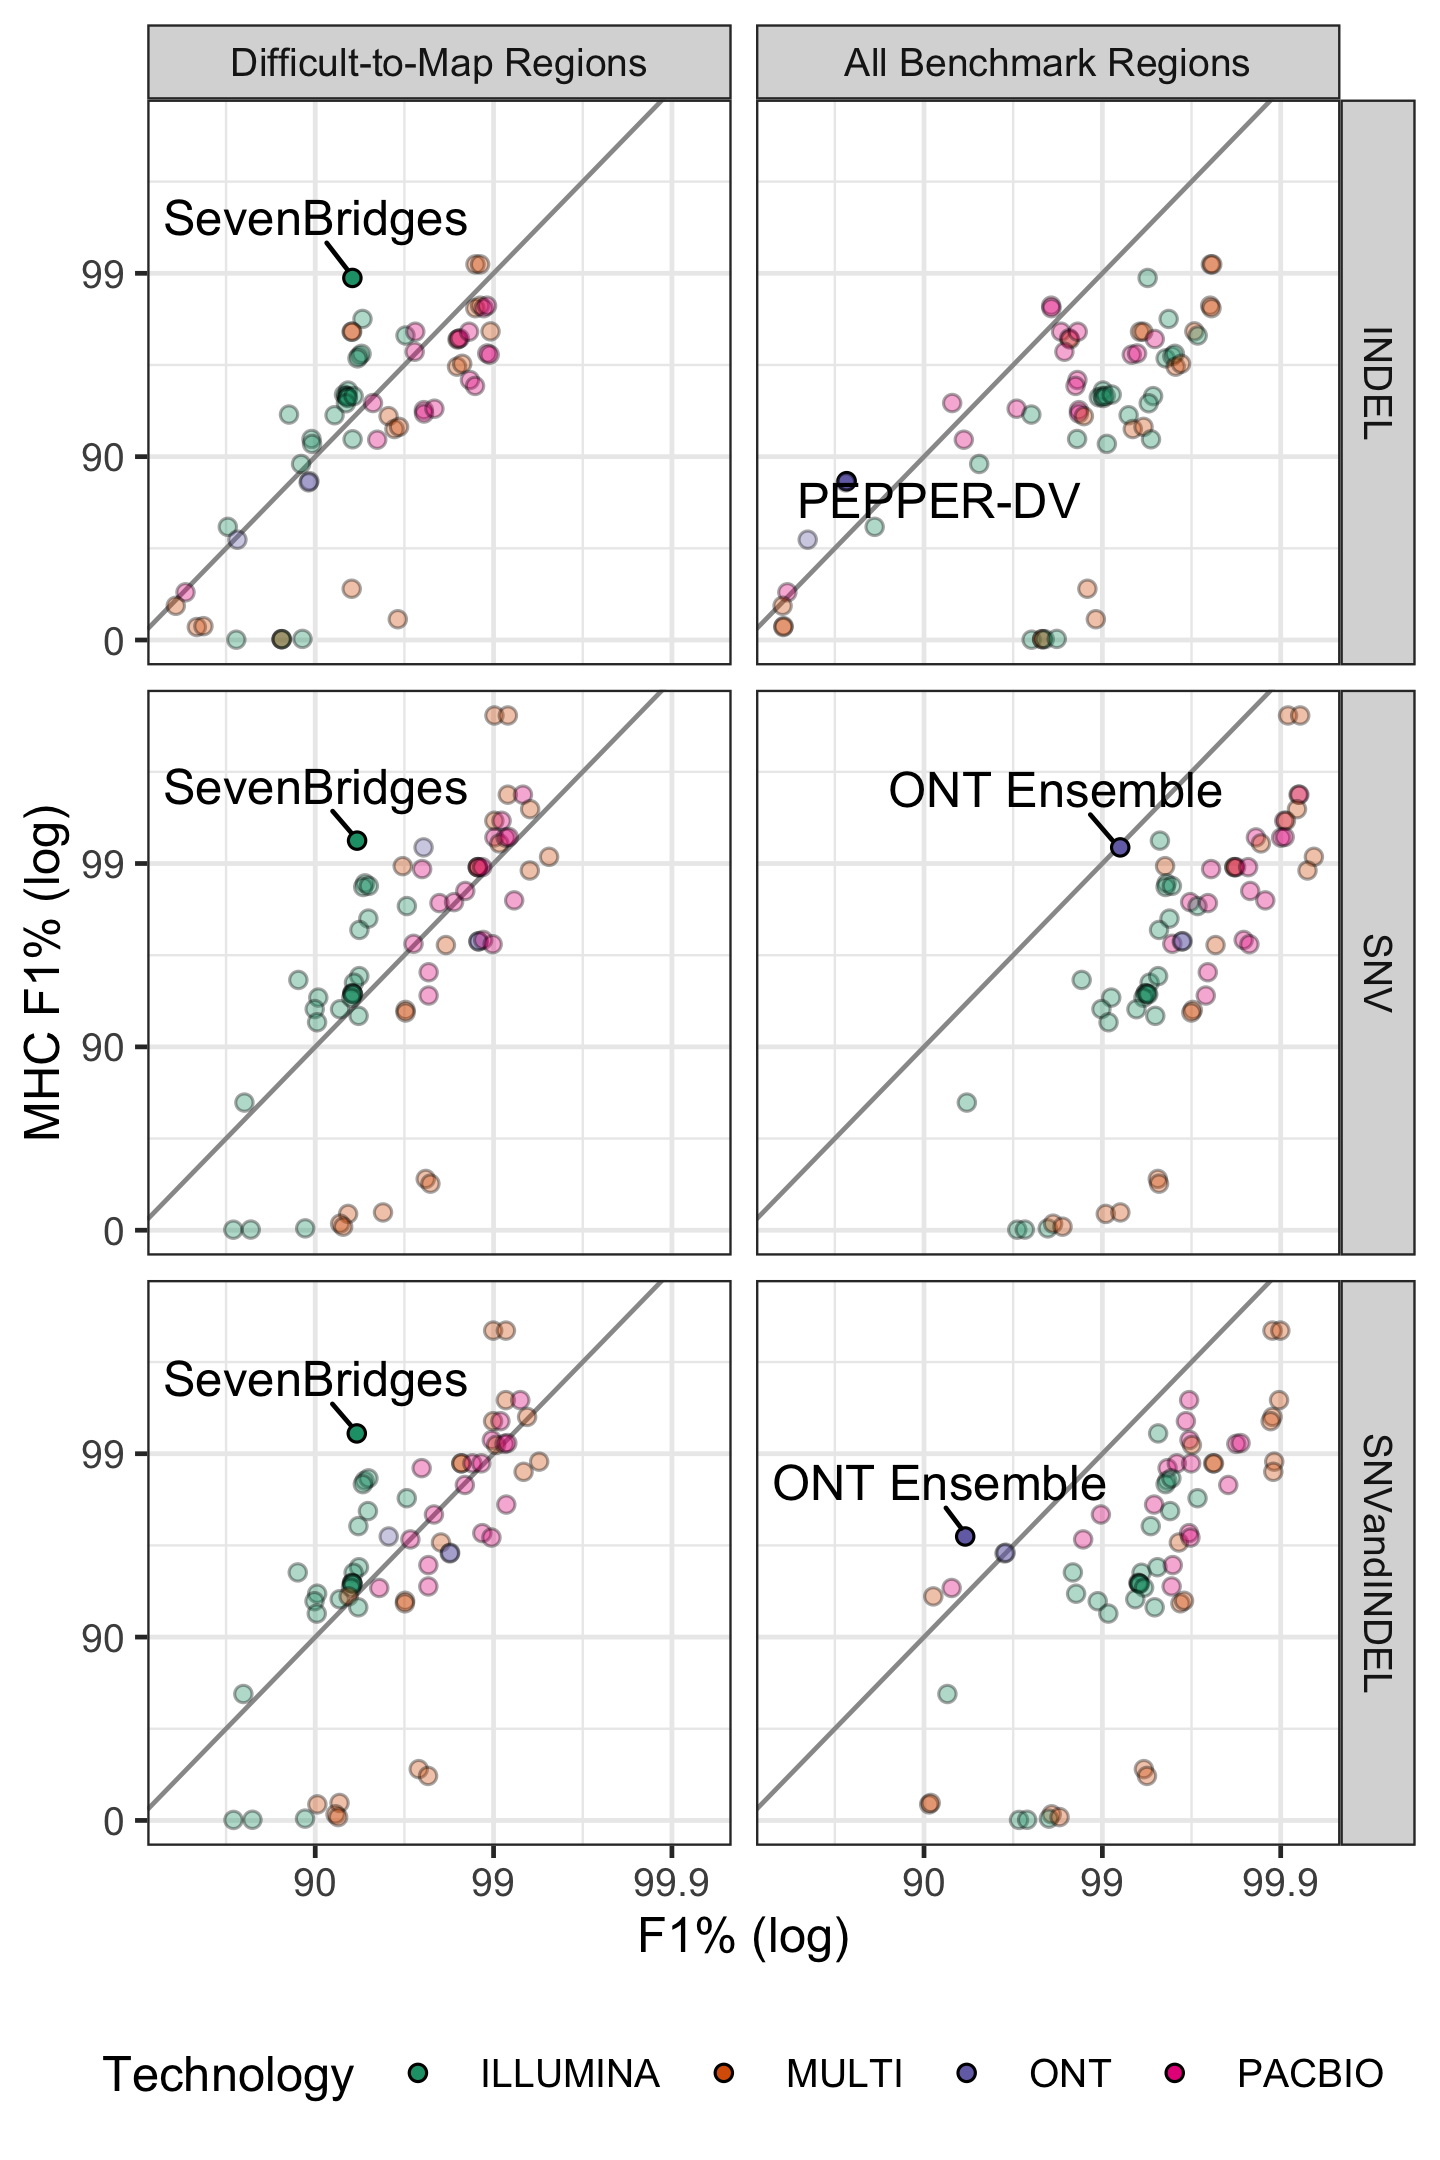 Difficult-to-Map Regions
All Benchmark Regions
SevenBridges
99
90
0
PEPPER-DV
INDEL
MHC F1% (log)
SevenBridges
ONT Ensemble
99
90
0
SNV
SevenBridges
ONT Ensemble
99
90
0
SNVandINDEL
90 99 99.9
90 99 99.9
F1% (log)
Technology ILLUMINA MULTI ONT PACBIO